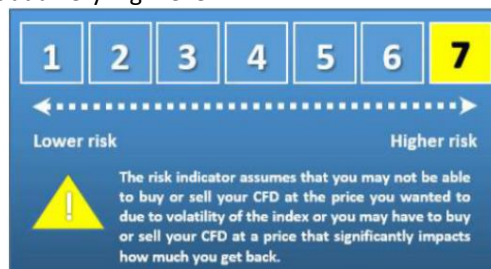 1 2 3 4 5 6 7
Lower risk Higher risk
!
The risk indicator assumes that you may not be able
to buy or sell your CFD at the price you wanted to
due to volatility of the index or you may have to buy
or sell your CFD at a price that significantly impacts
how much you get back.